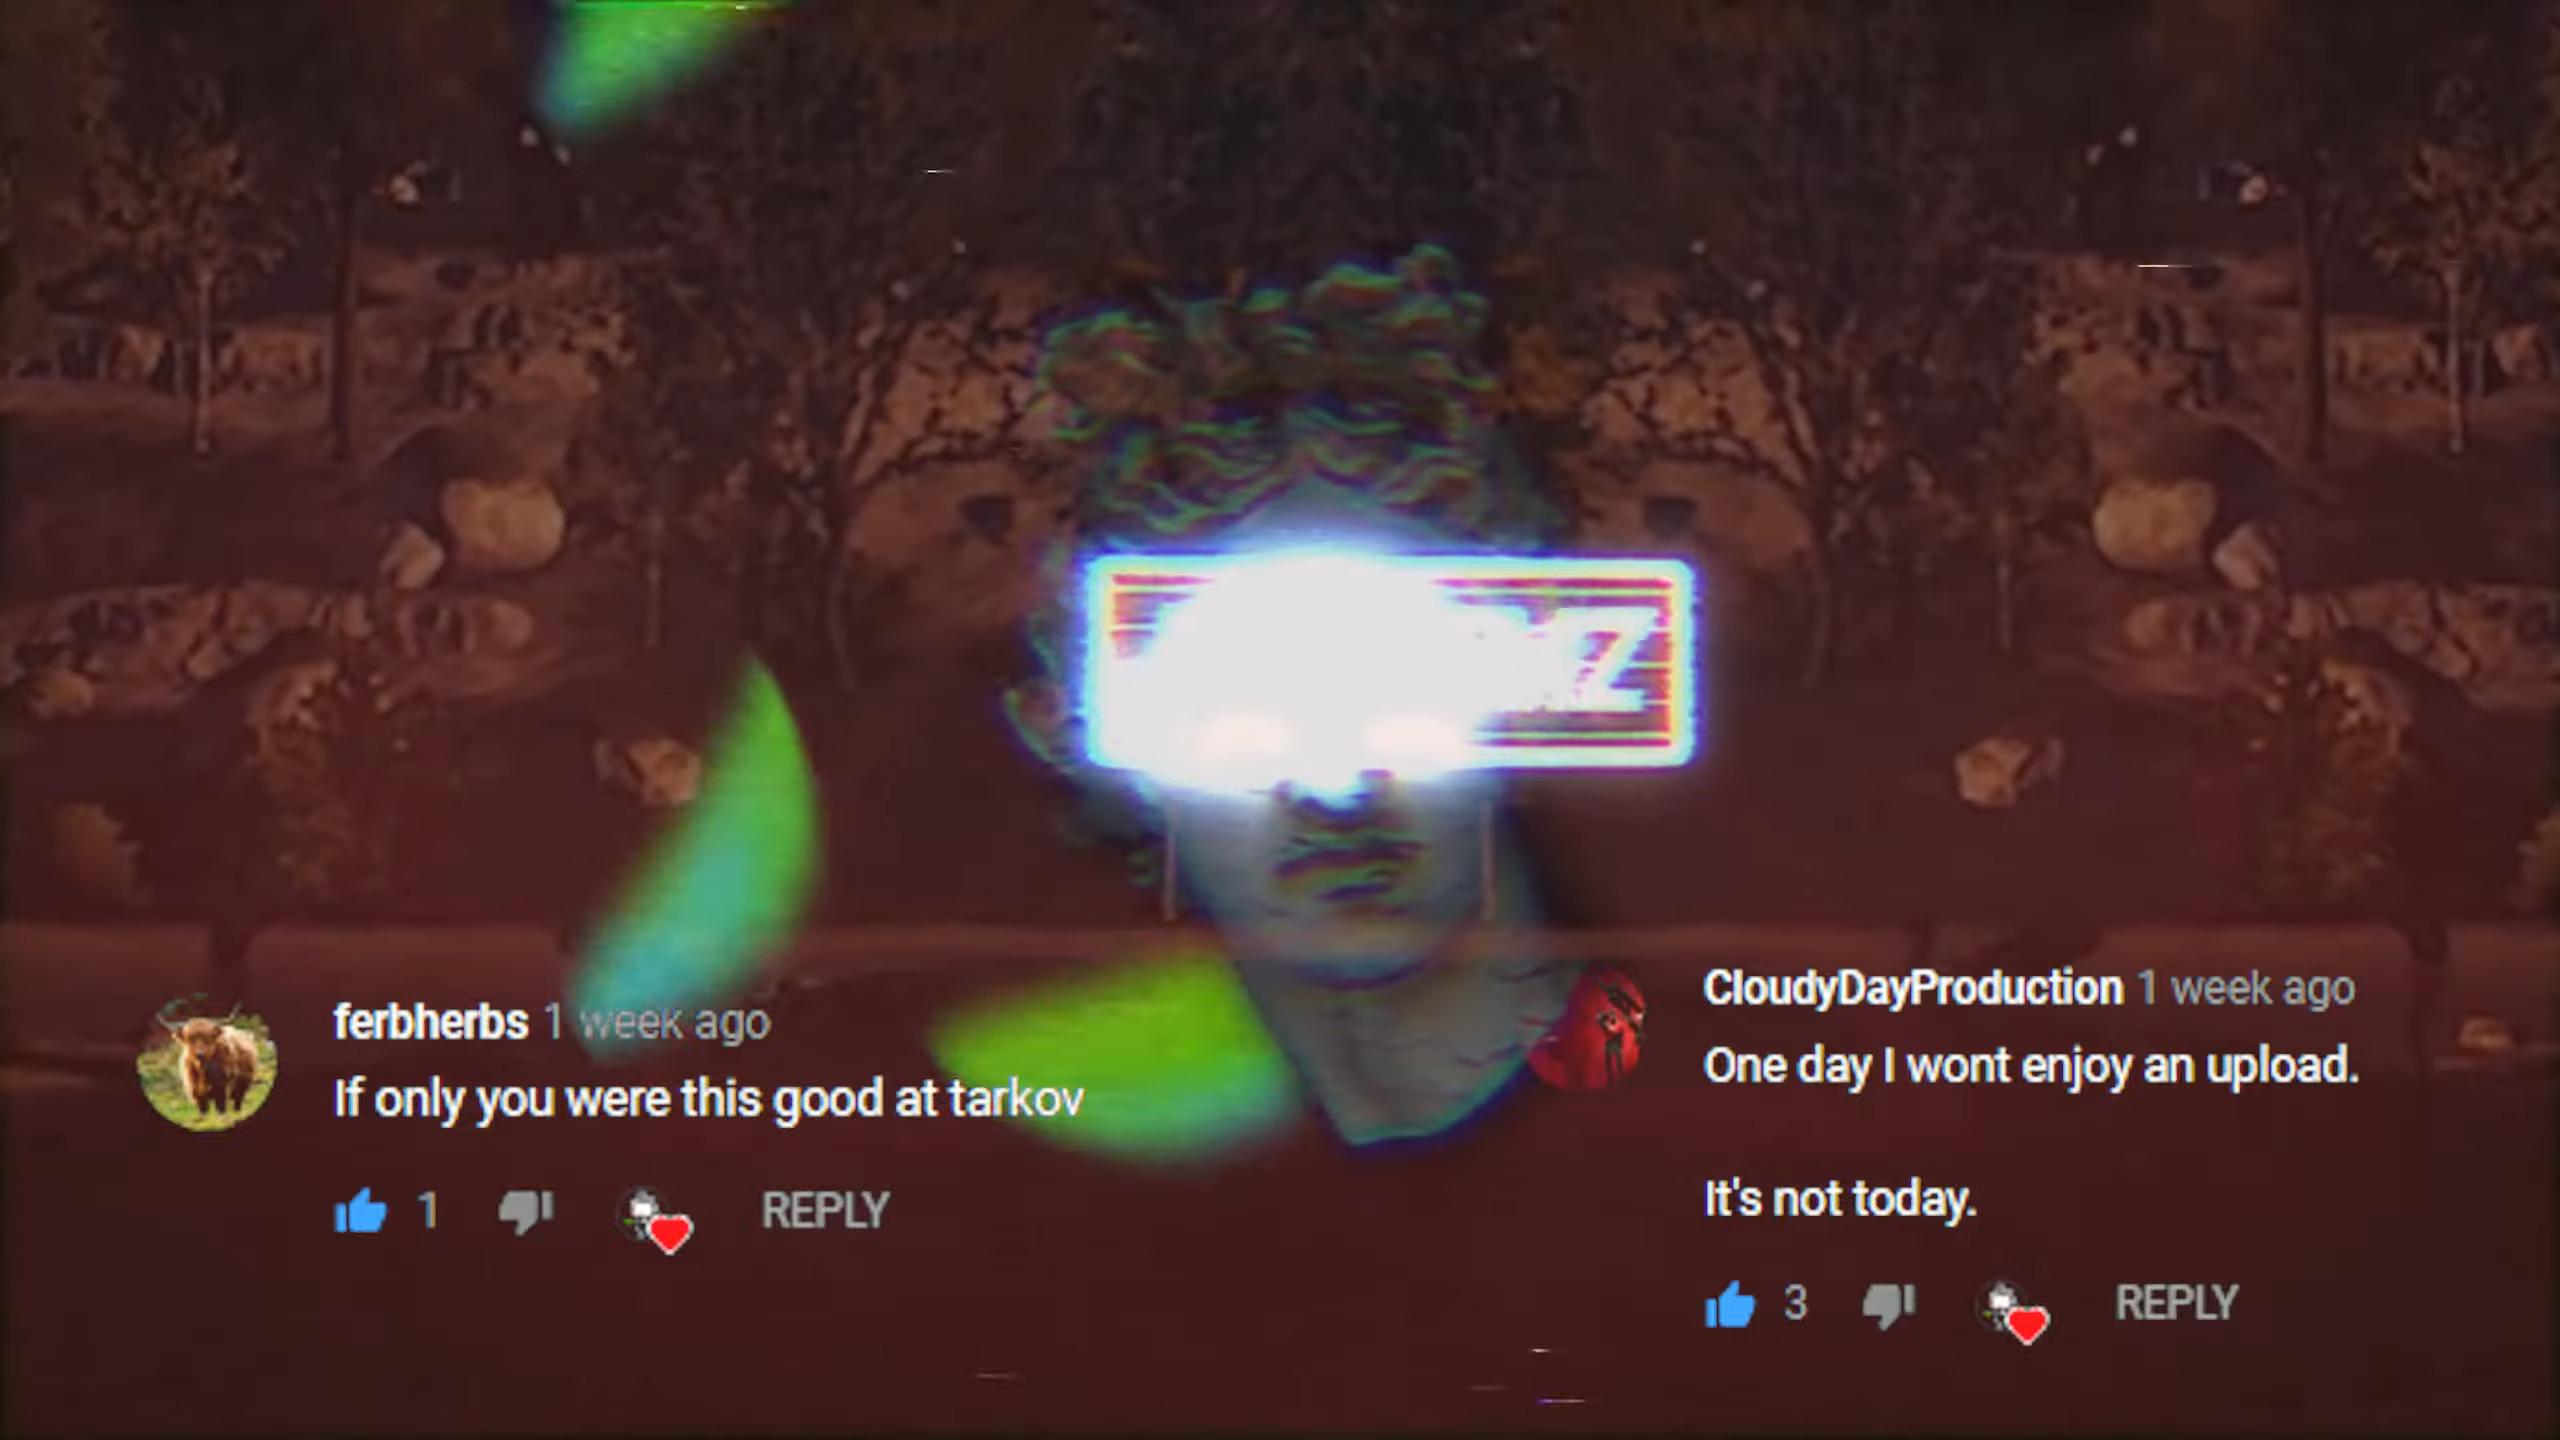 ferbherbs 1 week ago
If only you were this good at tarkov
1 REPLY
CloudyDayProduction 1 week ago
One day I wont enjoy an upload.
It's not today.
3 REPLY